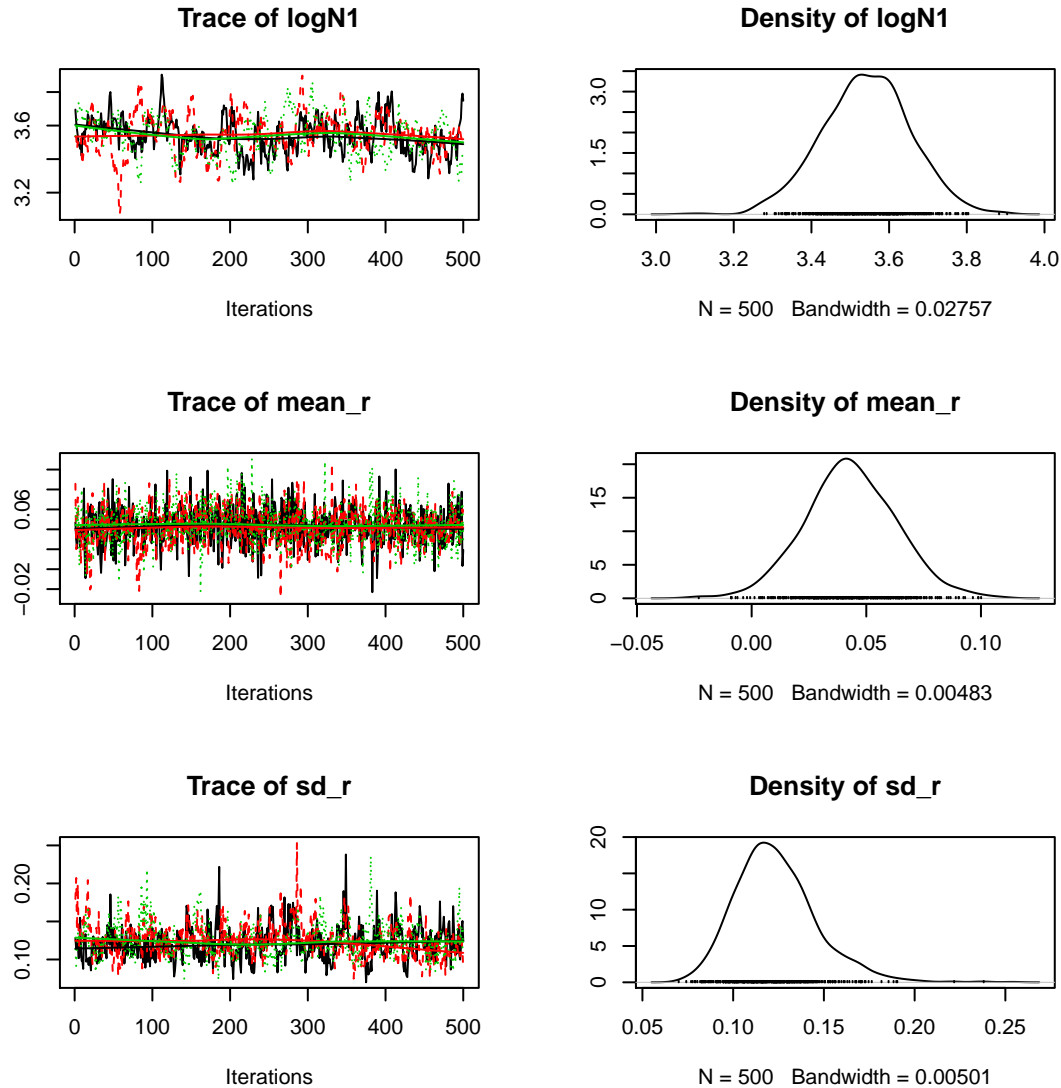 Trace of logN1
3.2 3.6
0 100 200 300 400 500
Iterations
Density of logN1
0.0 1.5 3.0
3.0 3.2 3.4 3.6 3.8 4.0
N = 500 Bandwidth = 0.02757
Trace of mean_r
−0.02 0.06
0 100 200 300 400 500
Iterations
Density of mean_r
0 5 15
−0.05 0.00 0.05 0.10
N = 500 Bandwidth = 0.00483
Trace of sd_r
0.10 0.20
0 100 200 300 400 500
Iterations
Density of sd_r
0 5 10 20
0.05 0.10 0.15 0.20 0.25
N = 500 Bandwidth = 0.00501